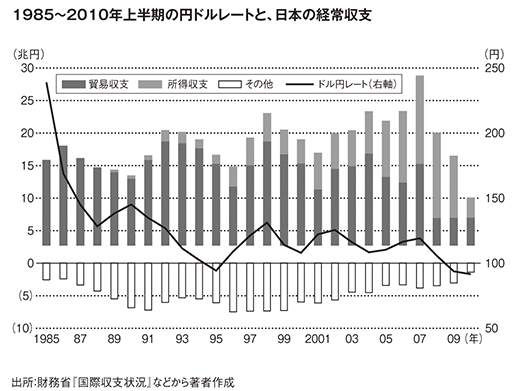 1985〜2010年上半期の円ドルレートと、日本の経常収支
(兆円) (円)
30 250
貿易収支 所得収支 その他 ドル円レート(右軸)
25
20 200
15
10 150
5
0 100
(5)
(10) 50
1985 87 89 91 93 95 97 99 2001 03 05 07 09 (年)
出所:財務省『国際収支状況』などから著者作成